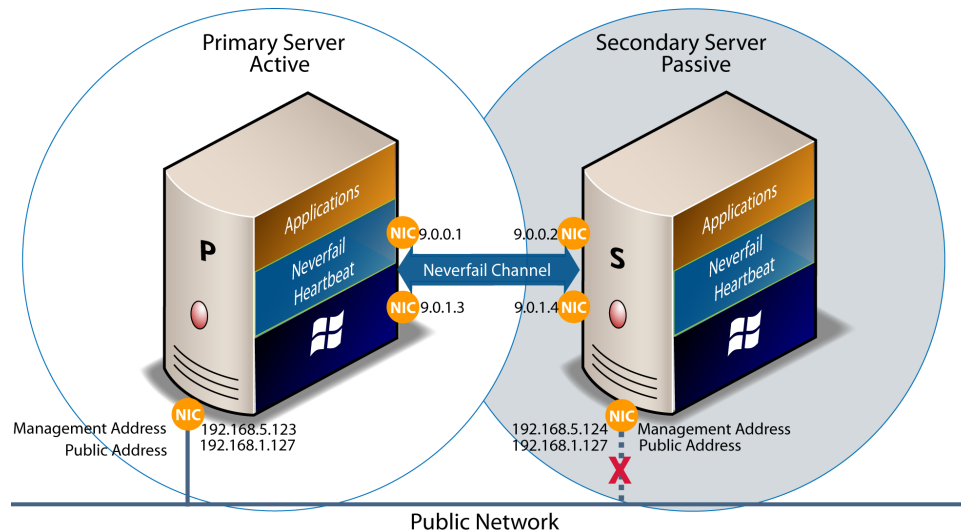 Primary Server
Active
Secondary Server
Passive
Applications
Neverfail
Heartbeat
P
NIC
9.0.0.1
9.0.0.2
NIC
Neverfail Channel
NIC
9.0.1.3
9.0.1.4
NIC
Applications
Neverfail
Heartbeat
S
NIC
Management Address
192.168.5.123
Public Address
192.168.1.127
NIC
192.168.5.124
Management Address
192.168.1.127
Public Address
X
Public Network